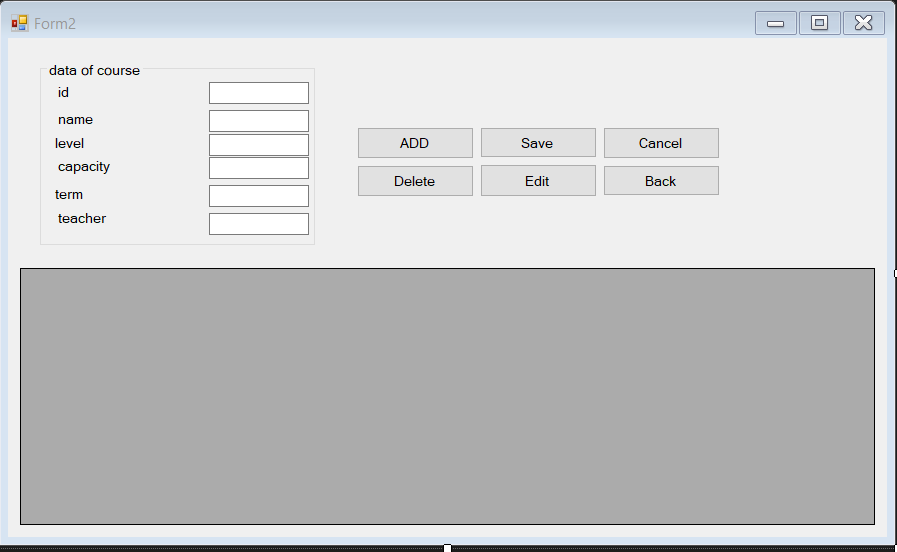 Form2
data of course
id
name
level
capacity
term
teacher
ADD Save Cancel
Delete Edit Back